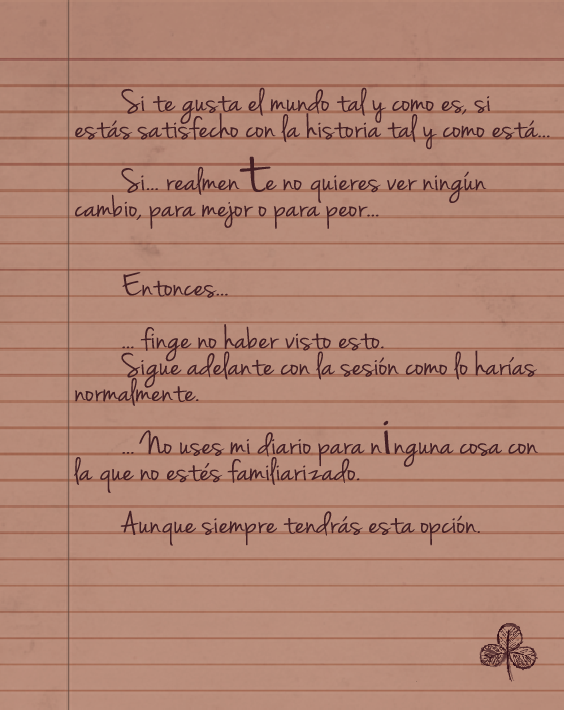 Si te gusta el mundo tal y como es, si
estás satisfecho con la historia tal y como está...
Si... realmente no quieres ver ningún
cambio, para mejor o para peor...
Entonces...
... finge no haber visto esto.
Sigue adelante con la sesión como lo harías
normalmente.
... No uses mi diario para ninguna cosa con
la que no estés familiarizado.
Aunque siempre tendrás esta opción.